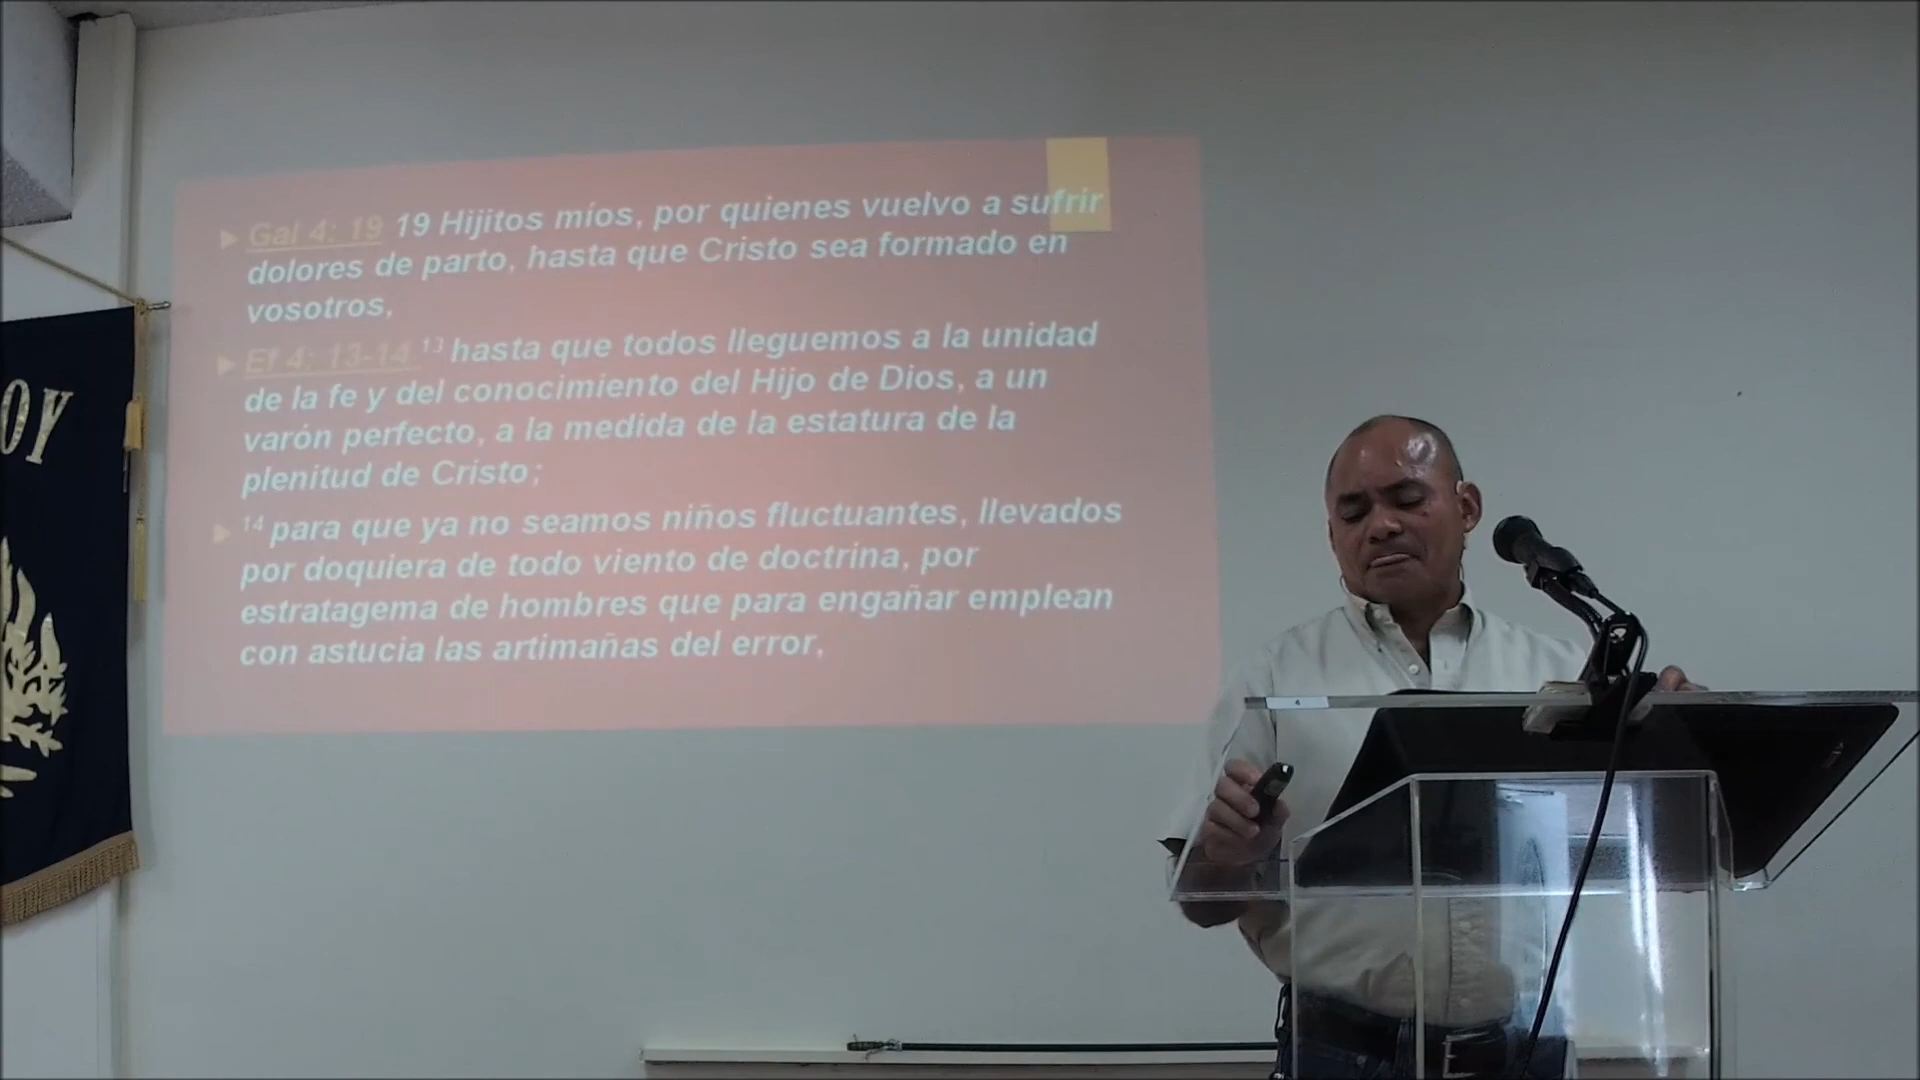 Gal 4: 19 19 Hijitos míos, por quienes vuelvo a sufrir
dolores de parto, hasta que Cristo sea formado en
vosotros,
Ef 4: 13-14 13 hasta que todos lleguemos a la unidad
de la fe y del conocimiento del Hijo de Dios, a un
varón perfecto, a la medida de la estatura de la
plenitud de Cristo;
14 para que ya no seamos niños fluctuantes, llevados
por doquiera de todo viento de doctrina, por
estratagema de hombres que para engañar emplean
con astucia las artimañas del error,
OY